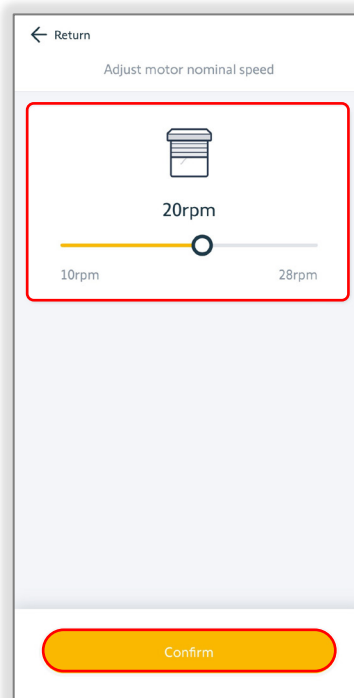 Return
Adjust motor nominal speed
20rpm
10rpm
28rpm
Confirm